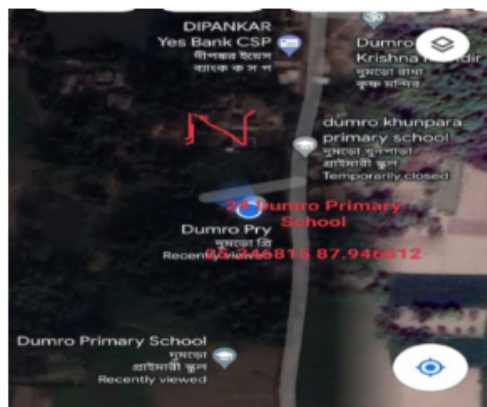 DIPANKAR
Yes Bank CSP
দীপঙ্কর ইয়েস
ব্যাংক ক স প
Dumro
Krishna
দুমড়ো রাধা
কৃষ্ণ মন্দির
N
dumro khunpara
primary school
দুমড়ো খুনপাড়া
প্রাইমারী স্কুল
Temporarily closed
24 Dumro Primary
School
Dumro Pry
দুমড়ো প্রি
Recently viewed
87.946612
Dumro Primary School
দুমড়ো
প্রাইমারী স্কুল
Recently viewed